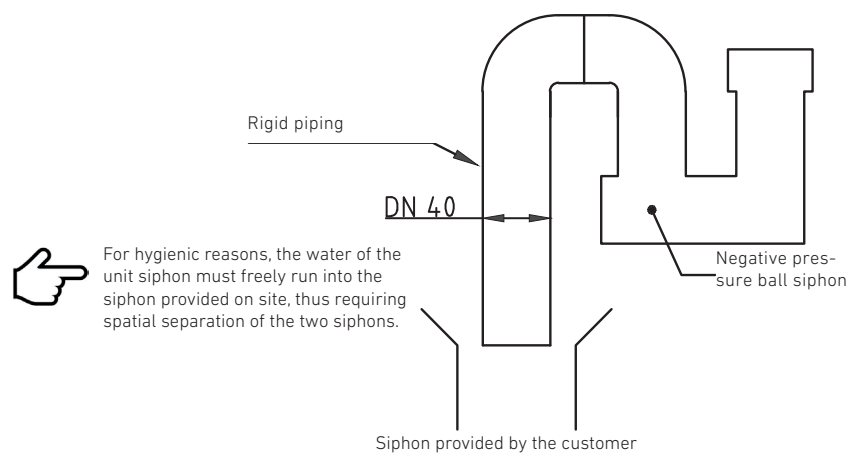 Rigid piping
DN 40
For hygienic reasons, the water of the
unit siphon must freely run into the
siphon provided on site, thus requiring
spatial separation of the two siphons.
Negative pres-
sure ball siphon
Siphon provided by the customer